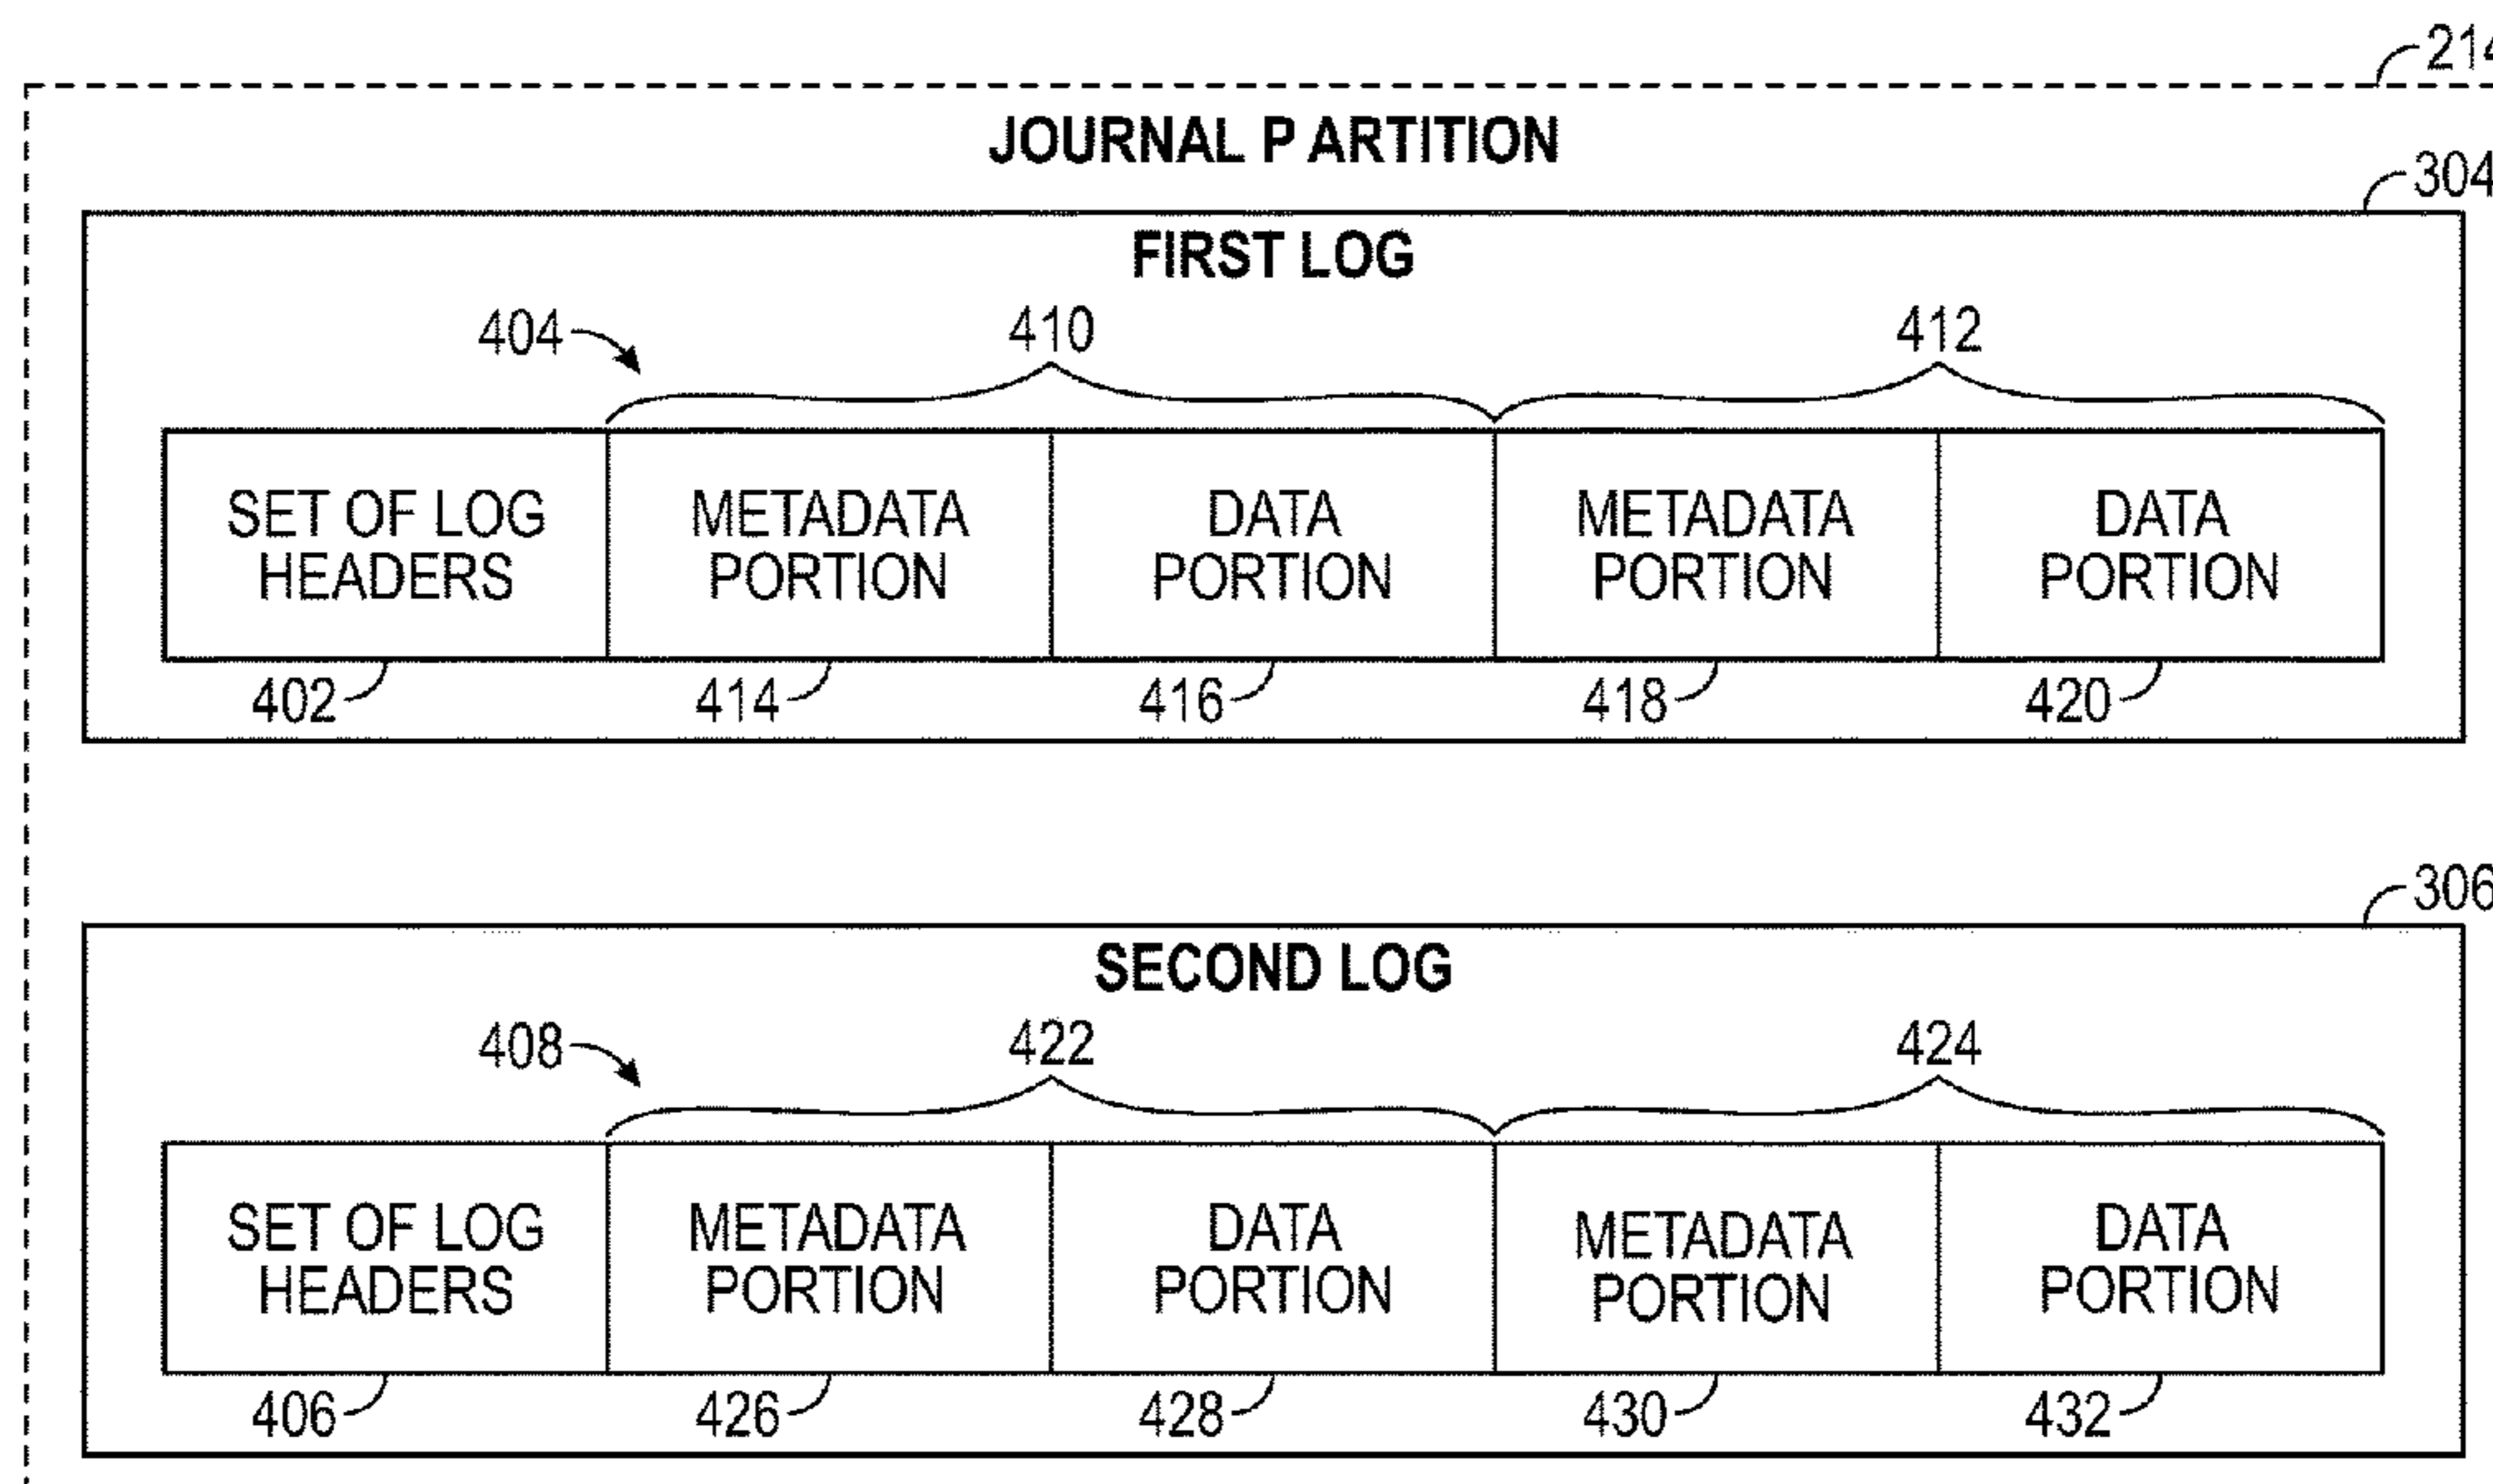 214
JOURNAL P ARTITION
304
FIRST LOG
404 410 412
SET OF LOG HEADERS
METADATA PORTION
DATA PORTION
METADATA PORTION
DATA PORTION
402 414 416 418 420
306
SECOND LOG
408 422 424
SET OF LOG HEADERS
METADATA PORTION
DATA PORTION
METADATA PORTION
DATA PORTION
406 426 428 430 432